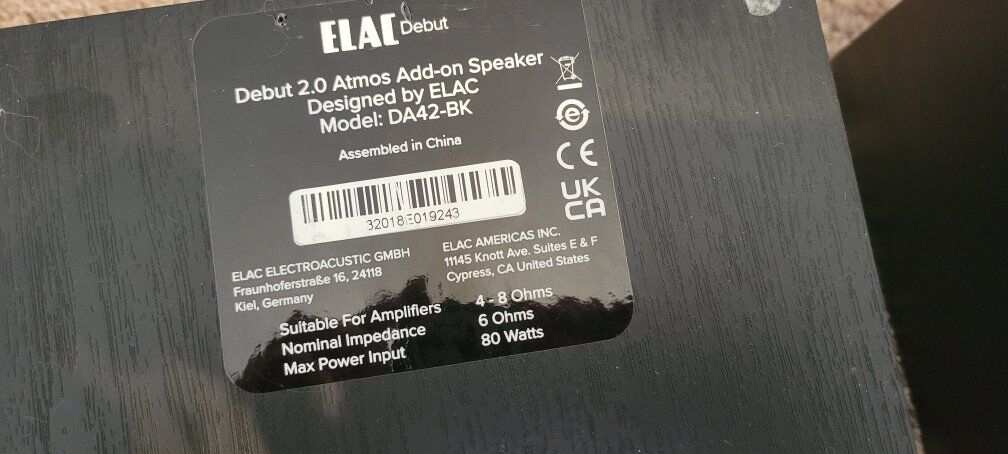 ELAC Debut
Debut 2.0 Atmos Add-on Speaker
Designed by ELAC
Model: DA42-BK
Assembled in China
CE
UK
CA
32018E019243
ELAC ELECTROACUSTIC GMBH
Fraunhoferstraße 16, 24118
Kiel, Germany
ELAC AMERICAS INC.
11145 Knott Ave. Suites E & F
Cypress, CA United States
Suitable For Amplifiers 4 - 8 Ohms
Nominal Impedance 6 Ohms
Max Power Input 80 Watts